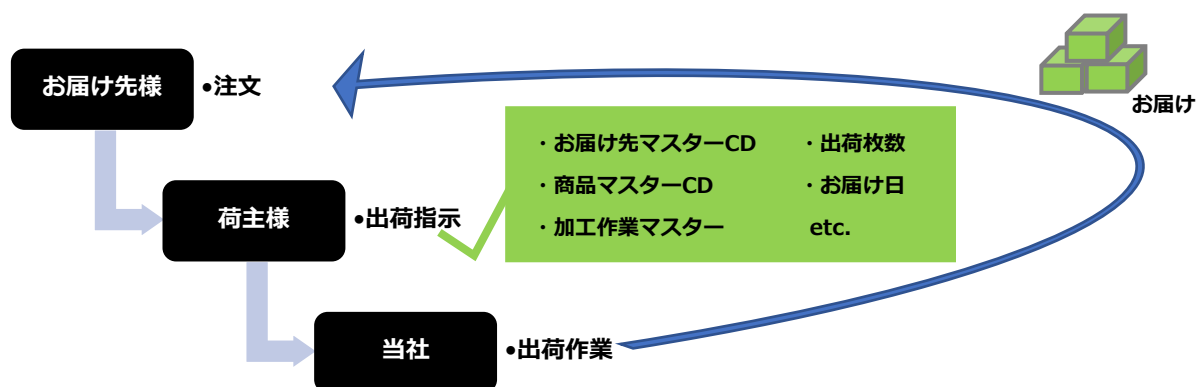 お届け先様
•注文
お届け
・お届け先マスターCD
・出荷枚数
・商品マスターCD
・お届け日
・加工作業マスター
etc.
荷主様
•出荷指示
当社
•出荷作業